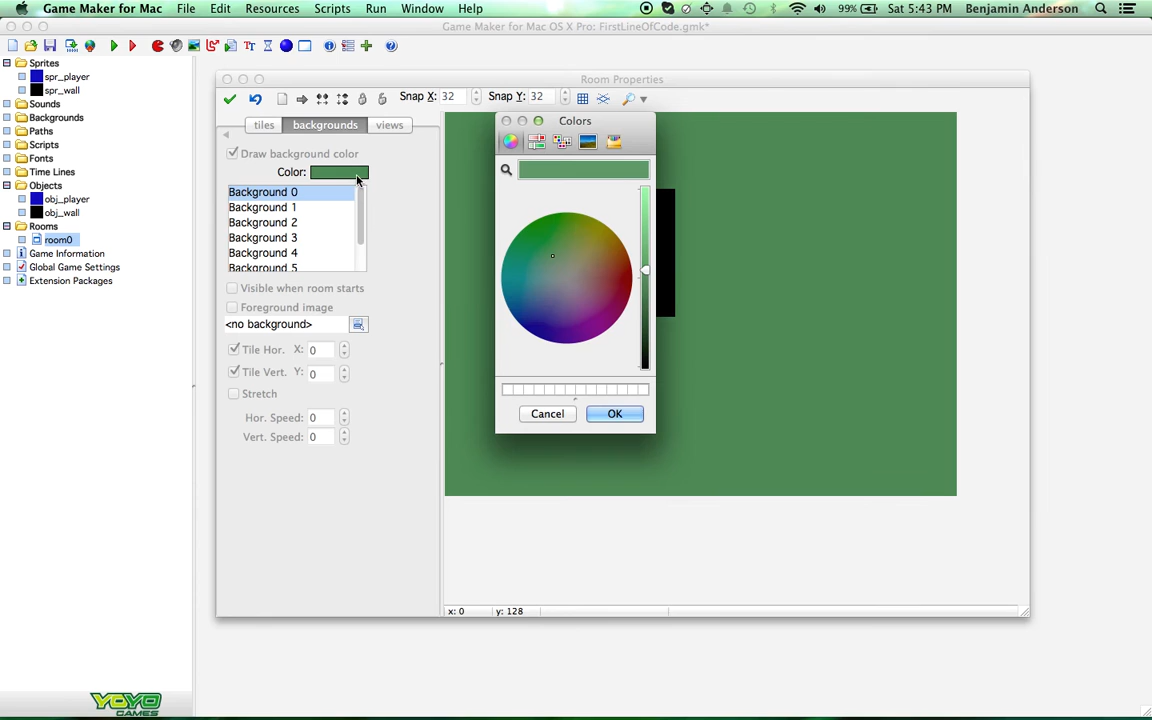 Game Maker for Mac File Edit Resources Scripts Run Window Help 99% Sat 5:43 PM Benjamin Anderson
Game Maker for Mac OS X Pro: FirstLineOfCode.gmk*
Sprites
spr_player
spr_wall
Sounds
Backgrounds
Paths
Scripts
Fonts
Time Lines
Objects
obj_player
obj_wall
Rooms
room0
Game Information
Global Game Settings
Extension Packages
YOYO
GAMES
Room Properties
Snap X: 32 Snap Y: 32
tiles backgrounds views
Draw background color
Color:
Background 0
Background 1
Background 2
Background 3
Background 4
Background 5
Visible when room starts
Foreground image
<no background>
Tile Hor. X: 0
Tile Vert. Y: 0
Stretch
Hor. Speed: 0
Vert. Speed: 0
Colors
Cancel OK
x: 0 y: 128